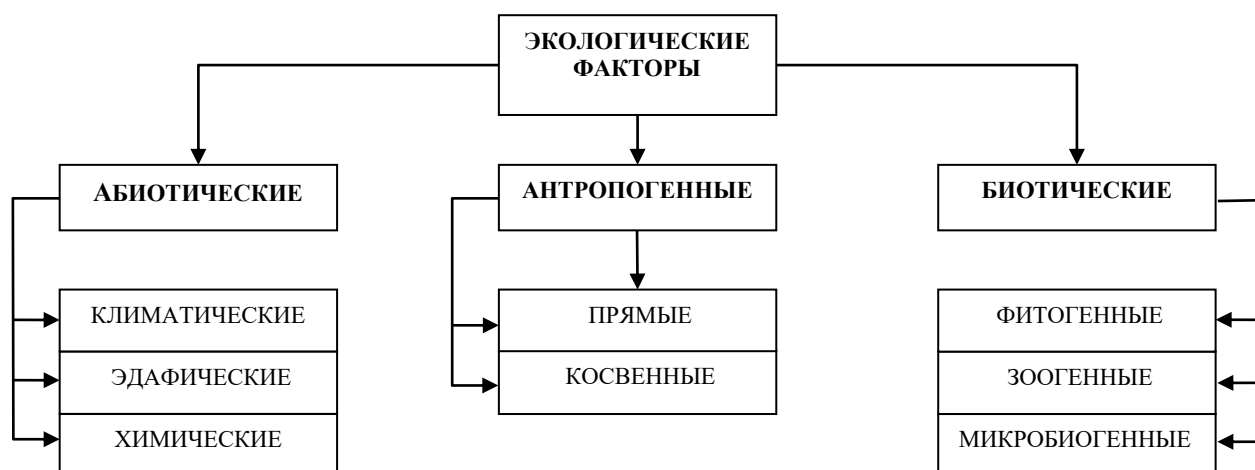 ЭКОЛОГИЧЕСКИЕ
ФАКТОРЫ
АБИОТИЧЕСКИЕ
АНТРОПОГЕННЫЕ
БИОТИЧЕСКИЕ
КЛИМАТИЧЕСКИЕ
ПРЯМЫЕ
ФИТОГЕННЫЕ
ЭДАФИЧЕСКИЕ
КОСВЕННЫЕ
ЗООГЕННЫЕ
ХИМИЧЕСКИЕ
МИКРОБИОГЕННЫЕ